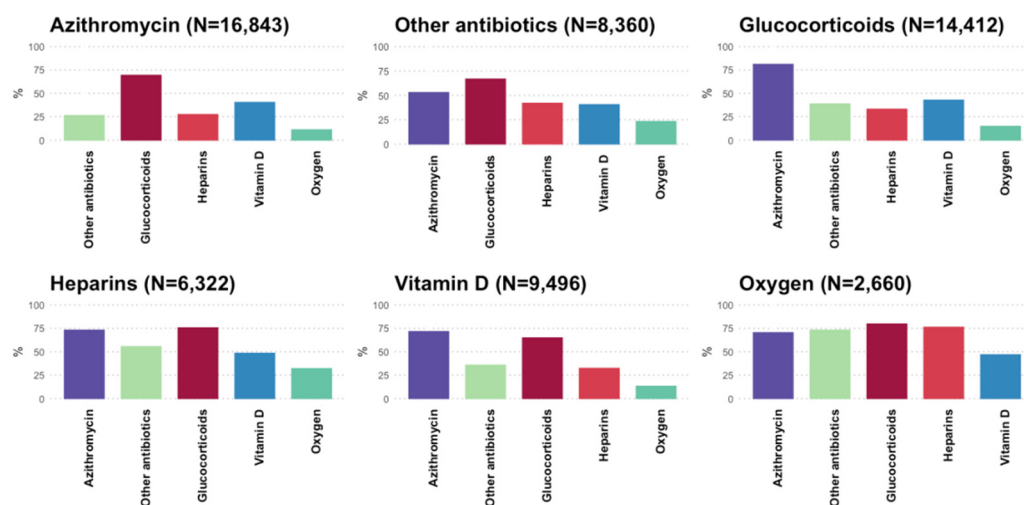 Azithromycin (N=16,843)
100
75
50
25
0
%
Other antibiotics
Glucocorticoids
Heparins
Vitamin D
Oxygen
Other antibiotics (N=8,360)
100
75
50
25
0
%
Azithromycin
Glucocorticoids
Heparins
Vitamin D
Oxygen
Glucocorticoids (N=14,412)
100
75
50
25
0
%
Azithromycin
Other antibiotics
Heparins
Vitamin D
Oxygen
Heparins (N=6,322)
100
75
50
25
0
%
Azithromycin
Other antibiotics
Glucocorticoids
Vitamin D
Oxygen
Vitamin D (N=9,496)
100
75
50
25
0
%
Azithromycin
Other antibiotics
Glucocorticoids
Heparins
Oxygen
Oxygen (N=2,660)
100
75
50
25
0
%
Azithromycin
Other antibiotics
Glucocorticoids
Heparins
Vitamin D